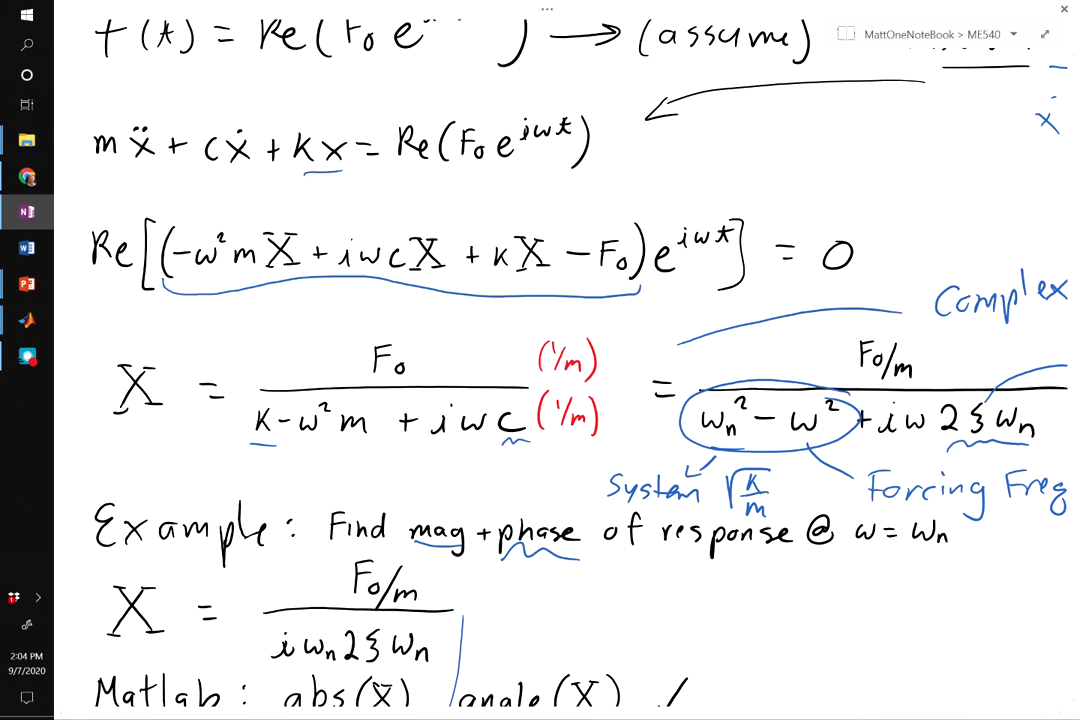 f(t) = Re(F₀ e ) → (assume)
MattOneNoteBook > ME540
ẋ
mẍ + cẋ + kx = Re(F₀ e^{iωt})
Re[(-ω²mX + iωcX + kX - F₀)e^{iωt}] = 0
Complex
X = F₀ (1/m) / (k - ω²m + iωc) (1/m) = F₀/m / (ωn² - ω² + iω2ζωn)
System √(k/m) Forcing Freq
Example: Find mag + phase of response @ ω = ωn
X = F₀/m / (iωn2ζωn)
Matlab: abs(X) angle(X)
2:04 PM
9/7/2020